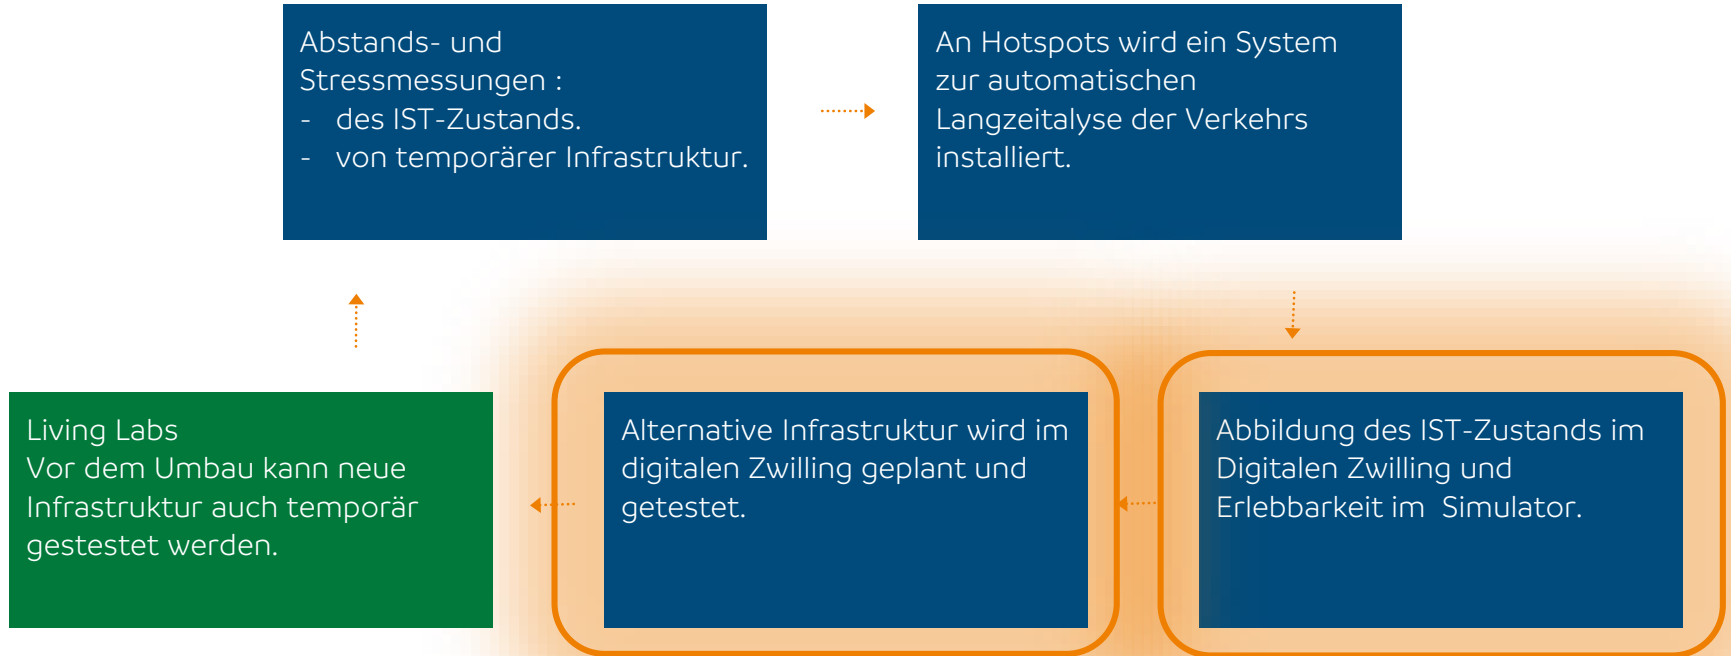 Abstands- und
Stressmessungen :
- des IST-Zustands.
- von temporärer Infrastruktur.
An Hotspots wird ein System
zur automatischen
Langzeitalyse der Verkehrs
installiert.
Living Labs
Vor dem Umbau kann neue
Infrastruktur auch temporär
gestestet werden.
Alternative Infrastruktur wird im
digitalen Zwilling geplant und
getestet.
Abbildung des IST-Zustands im
Digitalen Zwilling und
Erlebbarkeit im  Simulator.